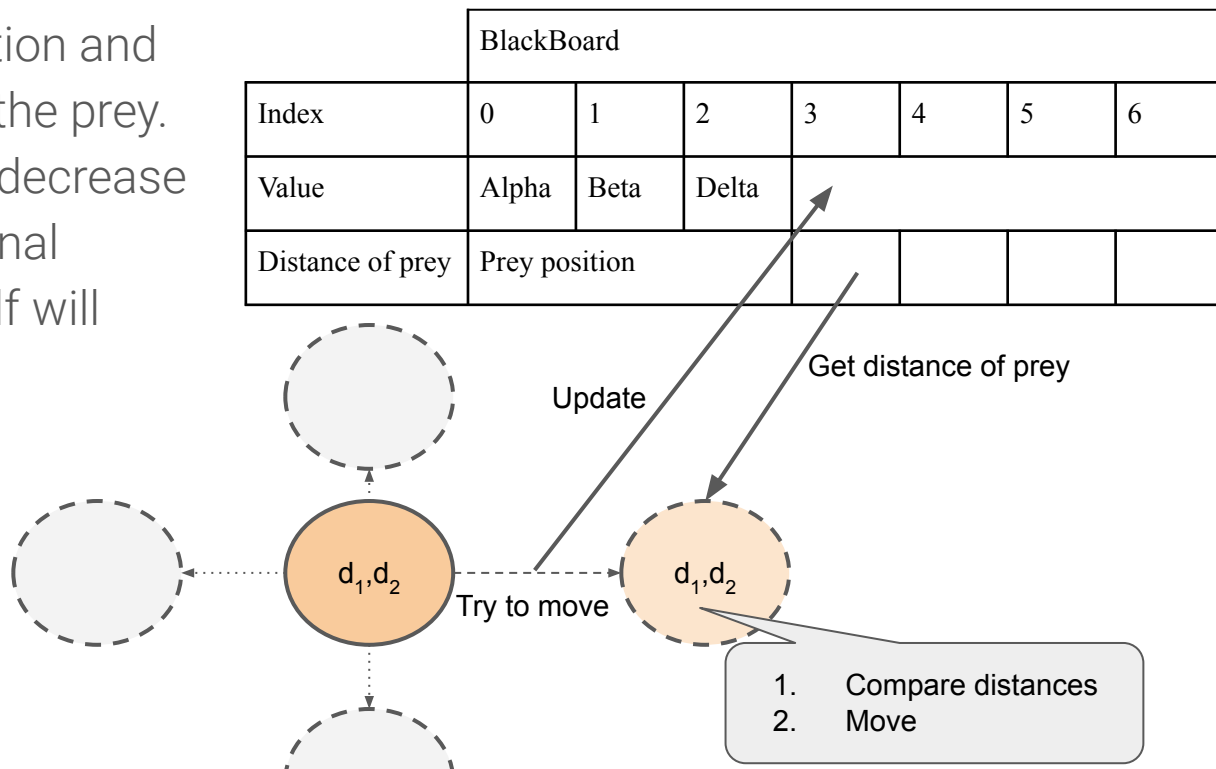 tion and
the prey.
decrease
nal
lf will
BlackBoard
Index 0 1 2 3 4 5 6
Value Alpha Beta Delta
Distance of prey Prey position
Get distance of prey
Update
d1,d2
Try to move
d1,d2
1. Compare distances
2. Move